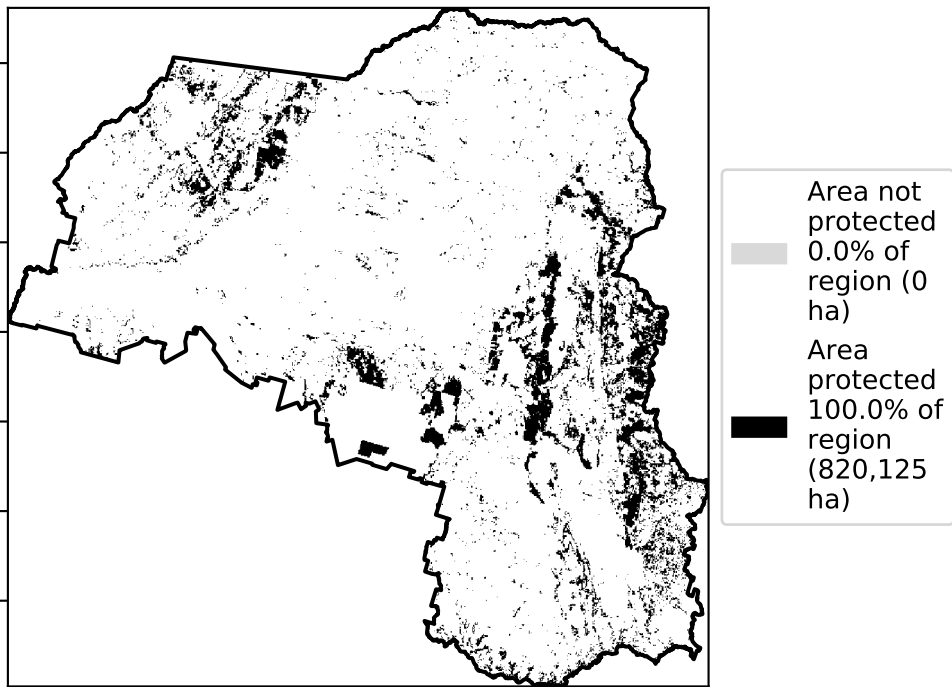 Area not
protected
0.0% of
region (0
ha)
Area
protected
100.0% of
region
(820,125
ha)